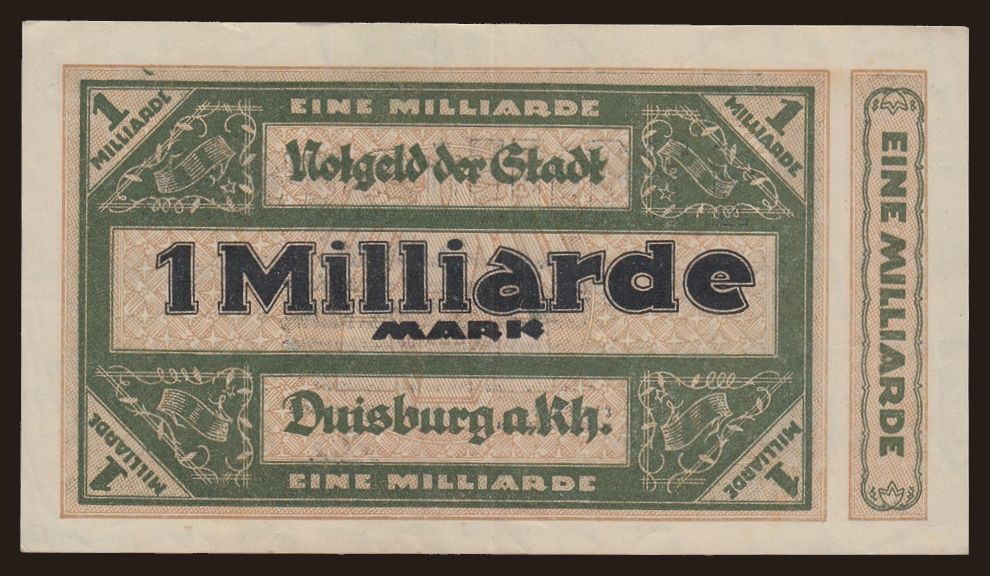 1 MILLIARDE
EINE MILLIARDE
1 MILLIARDE
Notgeld der Stadt
1 Milliarde
MARK
Duisburg a. Rh.
1 MILLIARDE
EINE MILLIARDE
1 MILLIARDE
EINE MILLIARDE